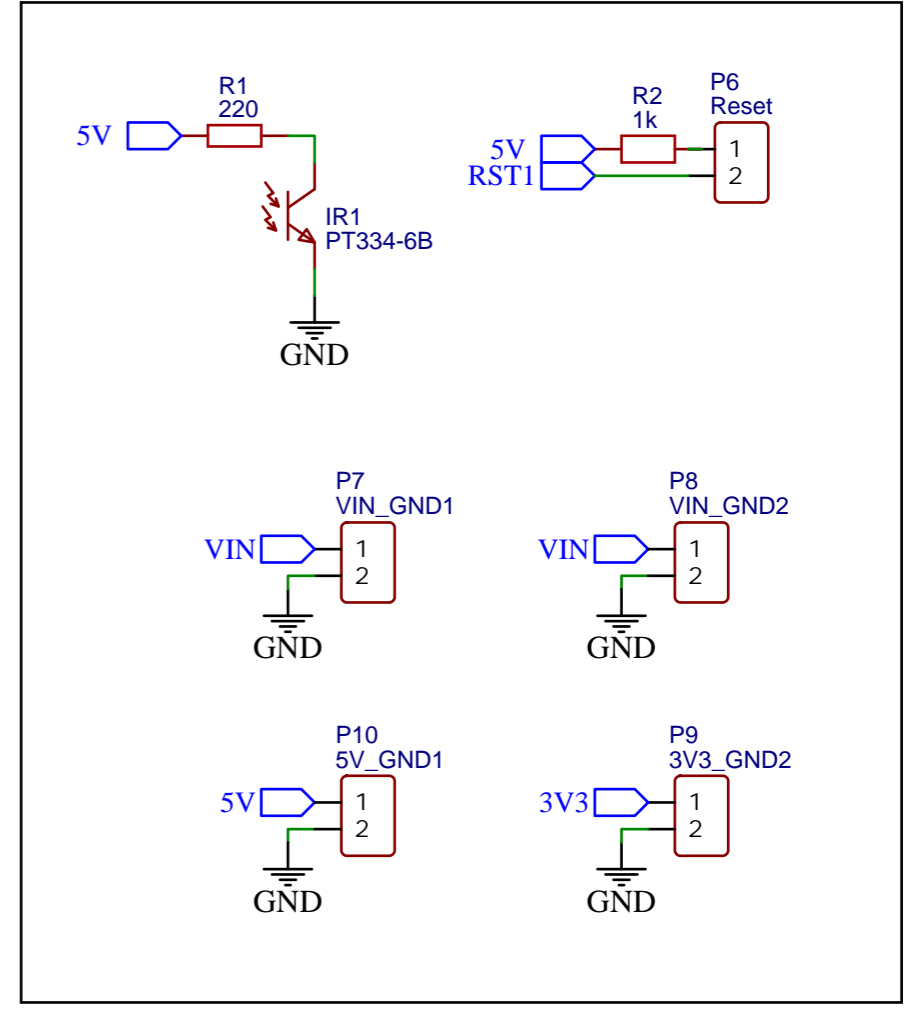 R1
220
5V
IR1
PT334-6B
GND
P6
Reset
R2
1k
5V
RST1
1
2
P7
VIN_GND1
VIN
1
2
GND
P8
VIN_GND2
VIN
1
2
GND
P10
5V_GND1
5V
1
2
GND
P9
3V3_GND2
3V3
1
2
GND